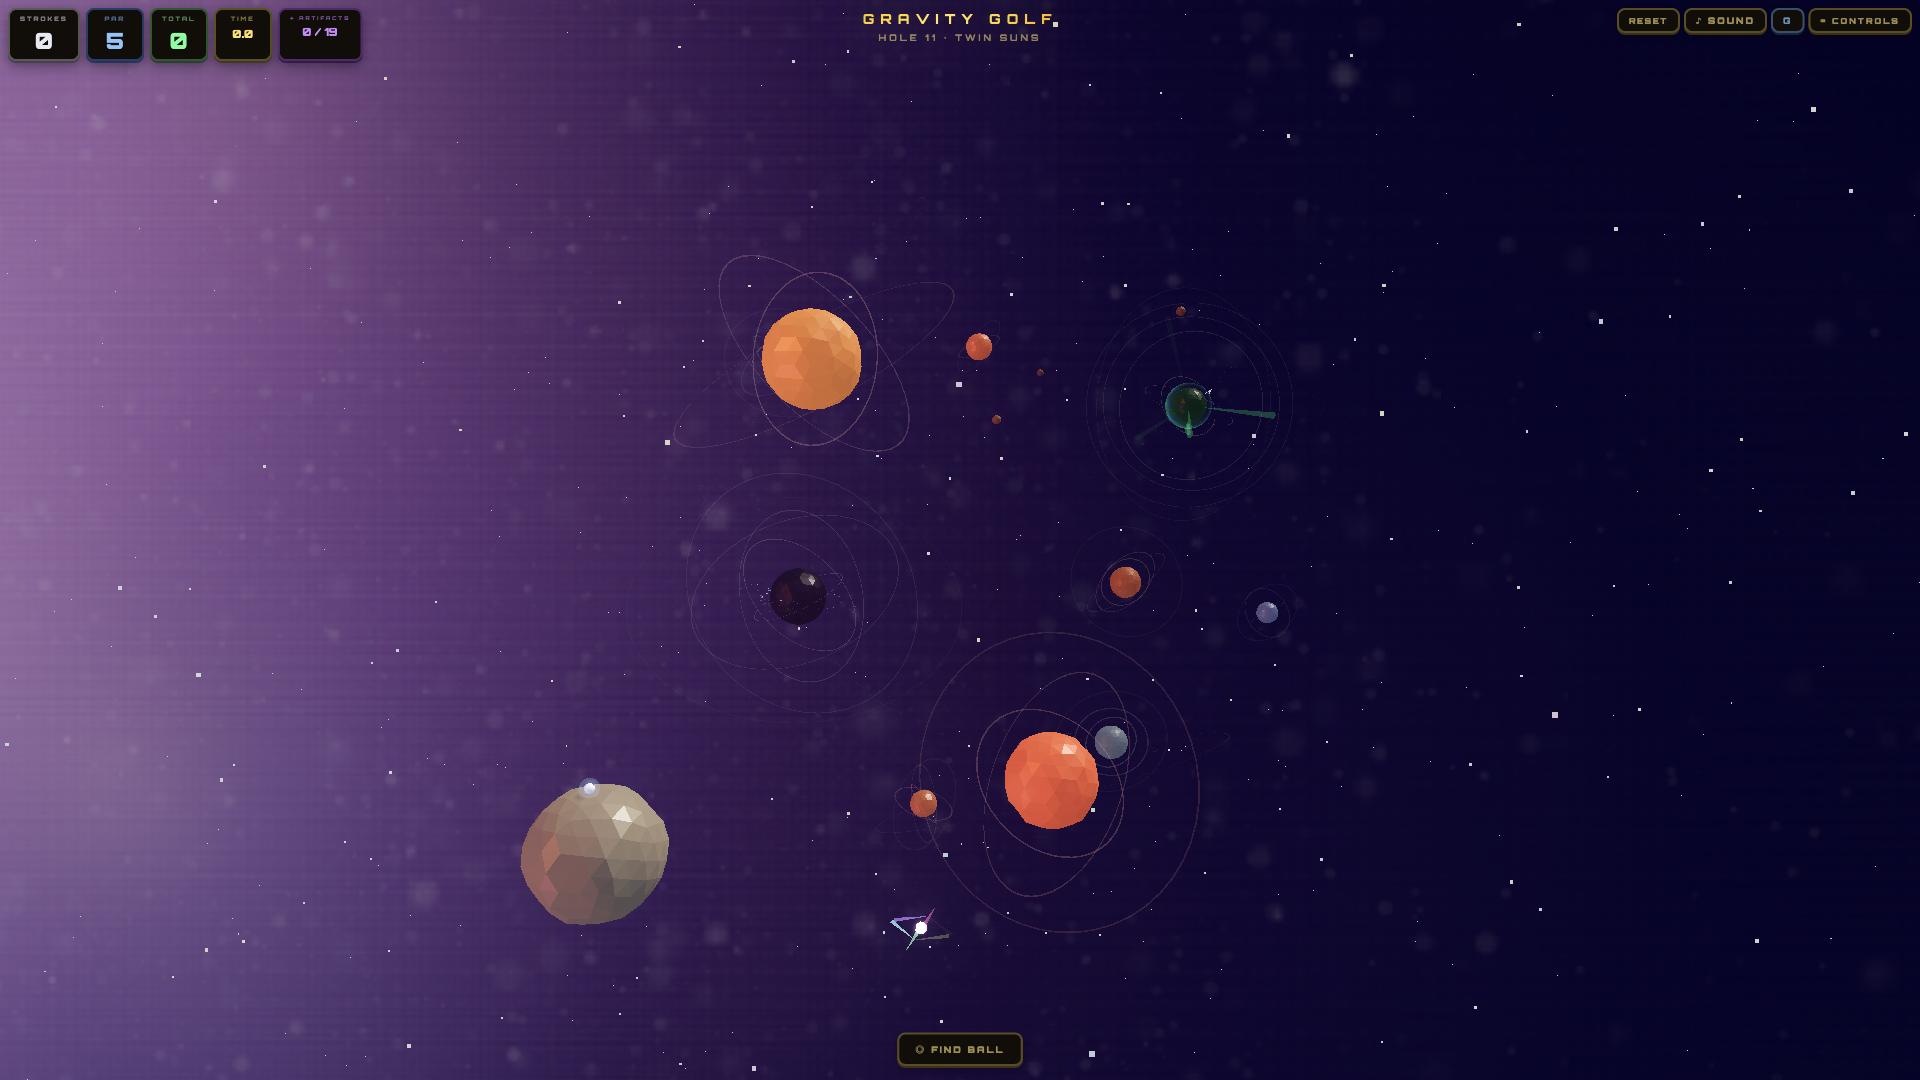 STROKES
0
PAR
5
TOTAL
0
TIME
0.0
ARTIFACTS
0 / 19
GRAVITY GOLF
HOLE 11 · TWIN SUNS
RESET
♪ SOUND
G
CONTROLS
FIND BALL